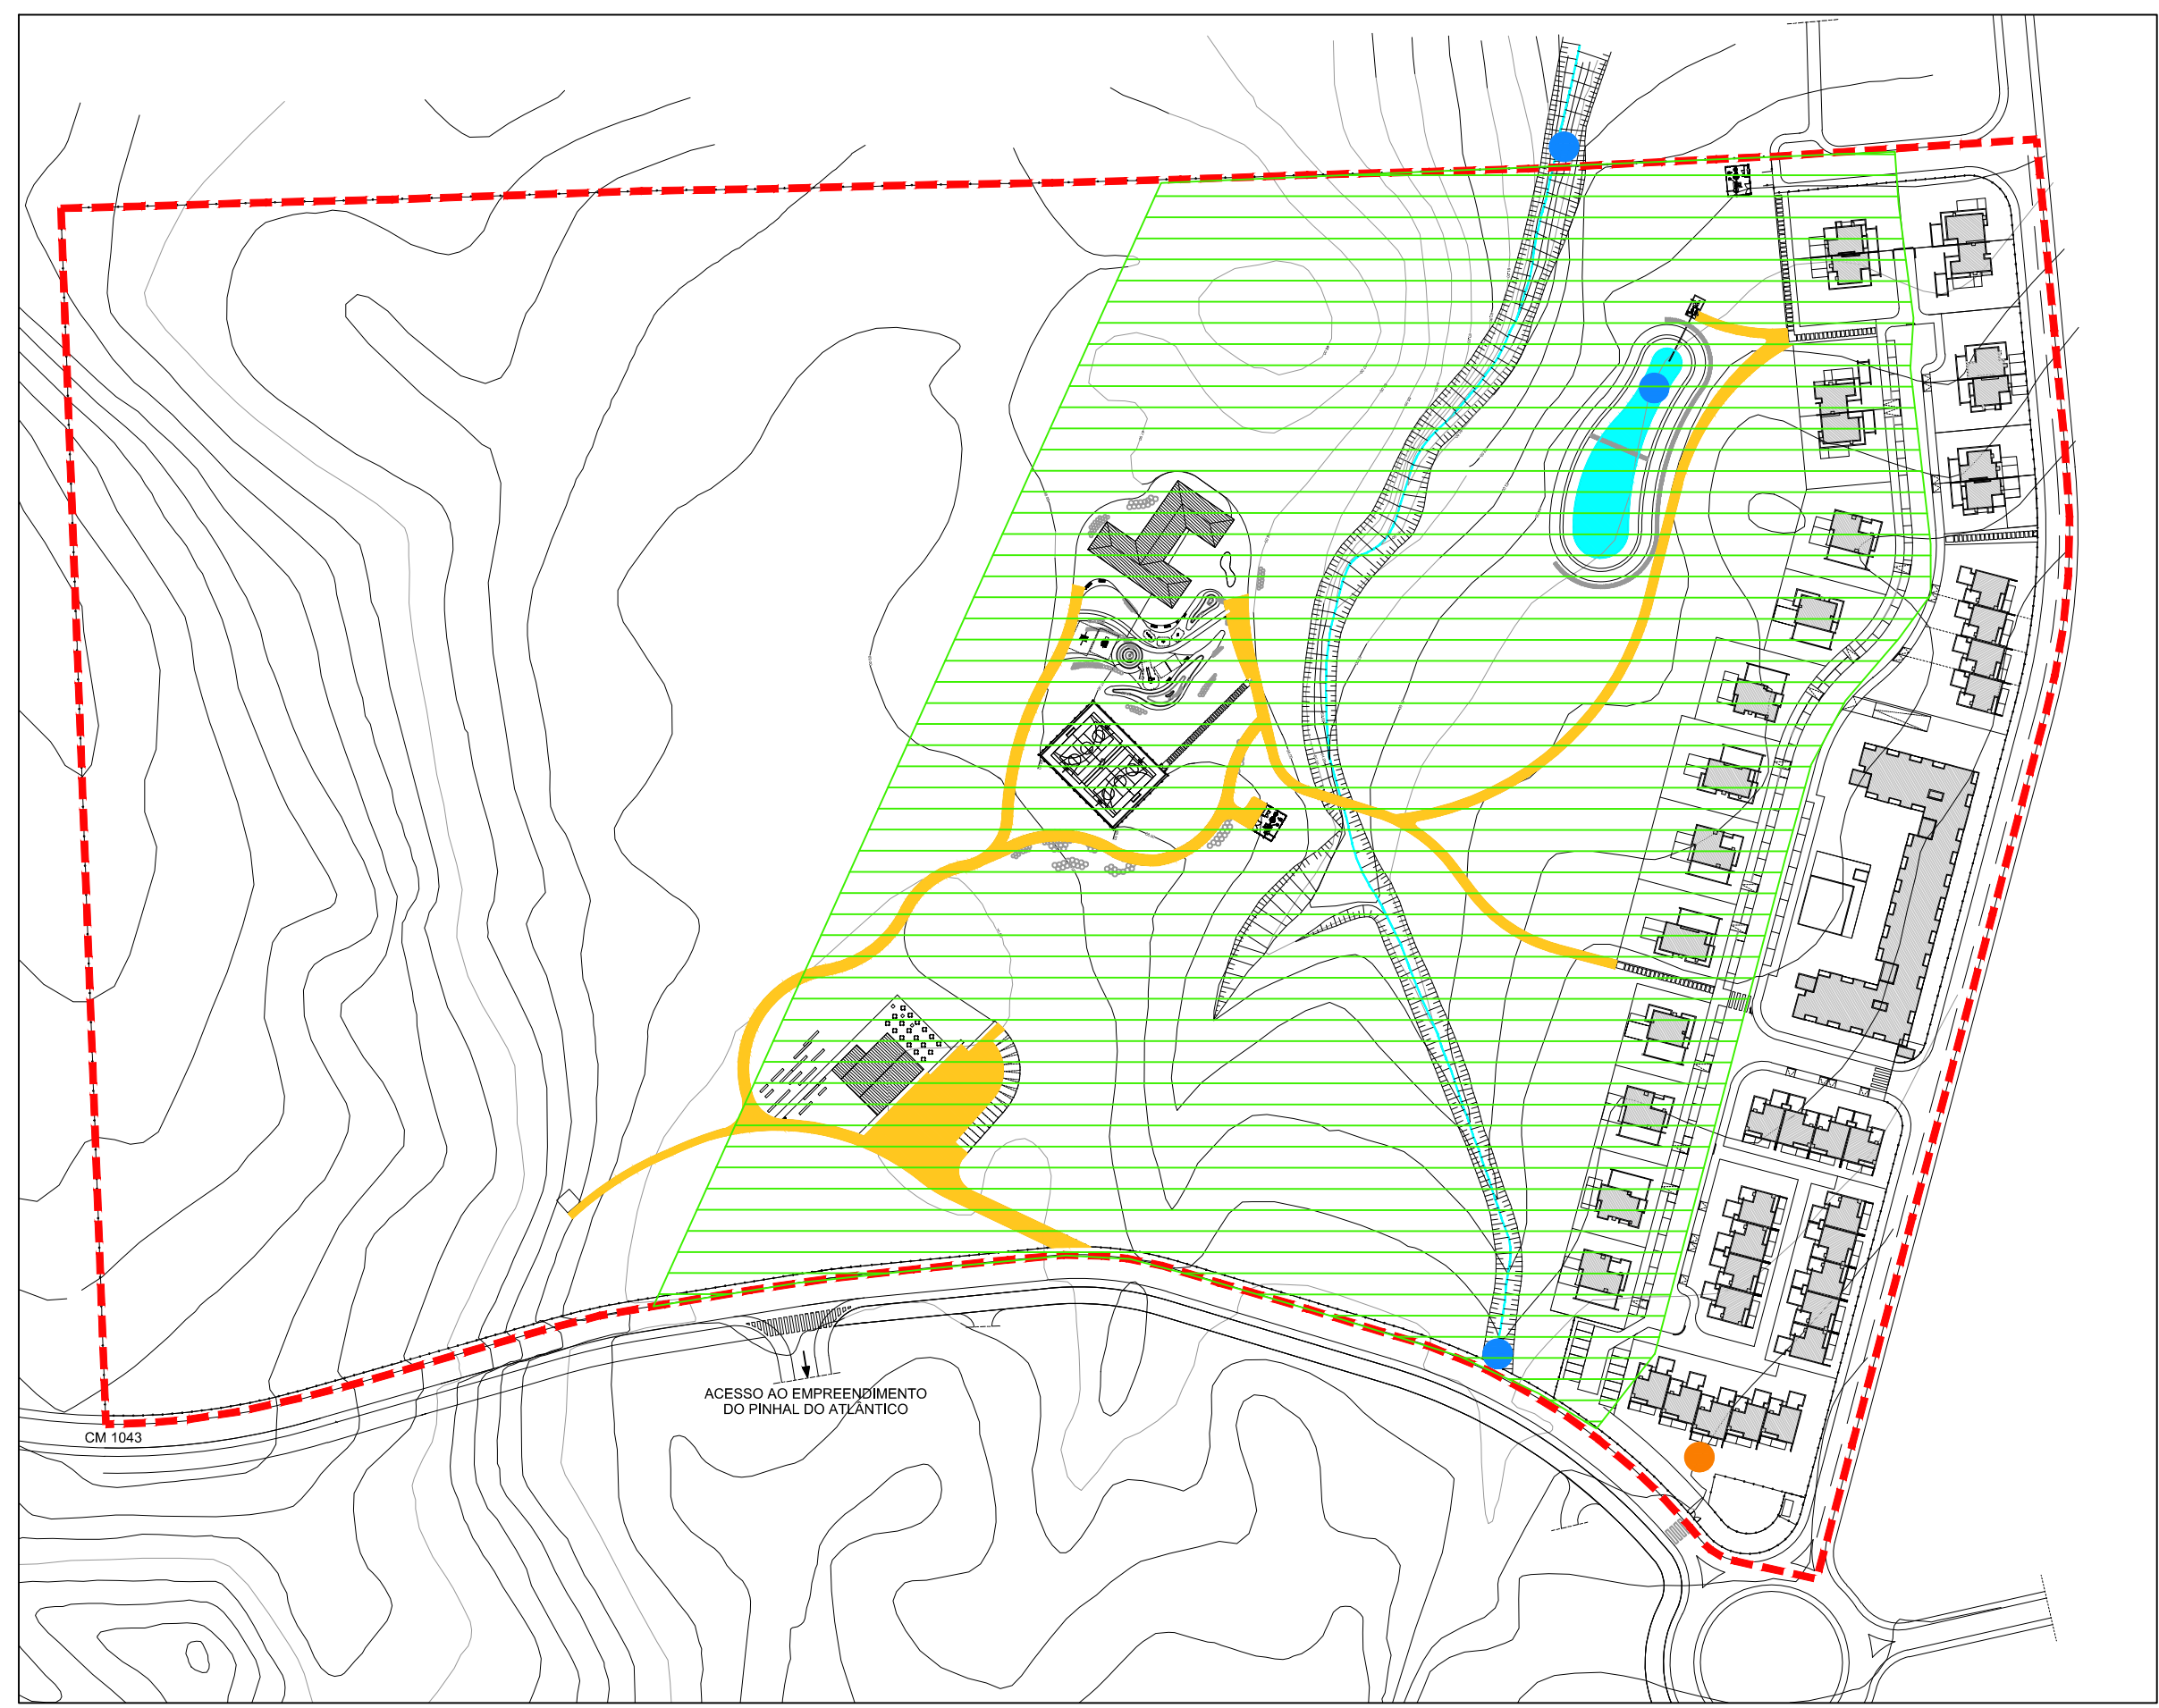 ACESSO AO EMPREENDIMENTO
DO PINHAL DO ATLÂNTICO
CM 1043